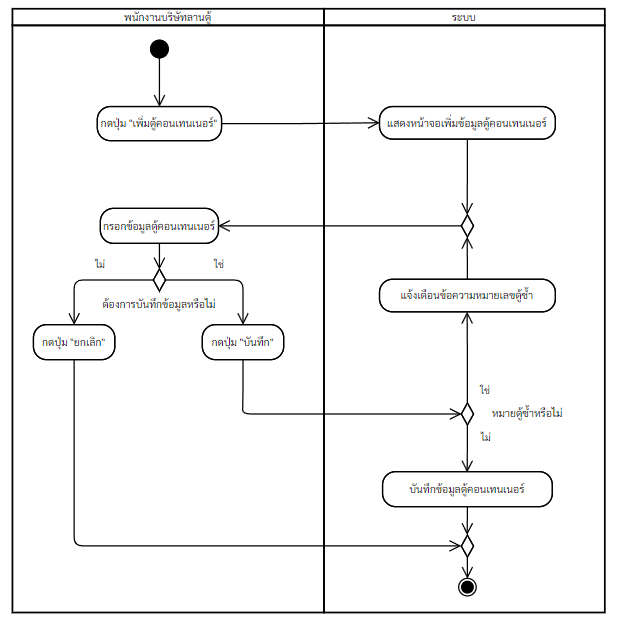 พนักงานบริษัทลานตู้
ระบบ
กดปุ่ม "เพิ่มตู้คอนเทนเนอร์"
แสดงหน้าจอเพิ่มข้อมูลตู้คอนเทนเนอร์
กรอกข้อมูลตู้คอนเทนเนอร์
ไม่
ใช่
ต้องการบันทึกข้อมูลหรือไม่
แจ้งเตือนข้อความหมายเลขตู้ซ้ำ
กดปุ่ม "ยกเลิก"
กดปุ่ม "บันทึก"
ใช่
หมายตู้ซ้ำหรือไม่
ไม่
บันทึกข้อมูลตู้คอนเทนเนอร์